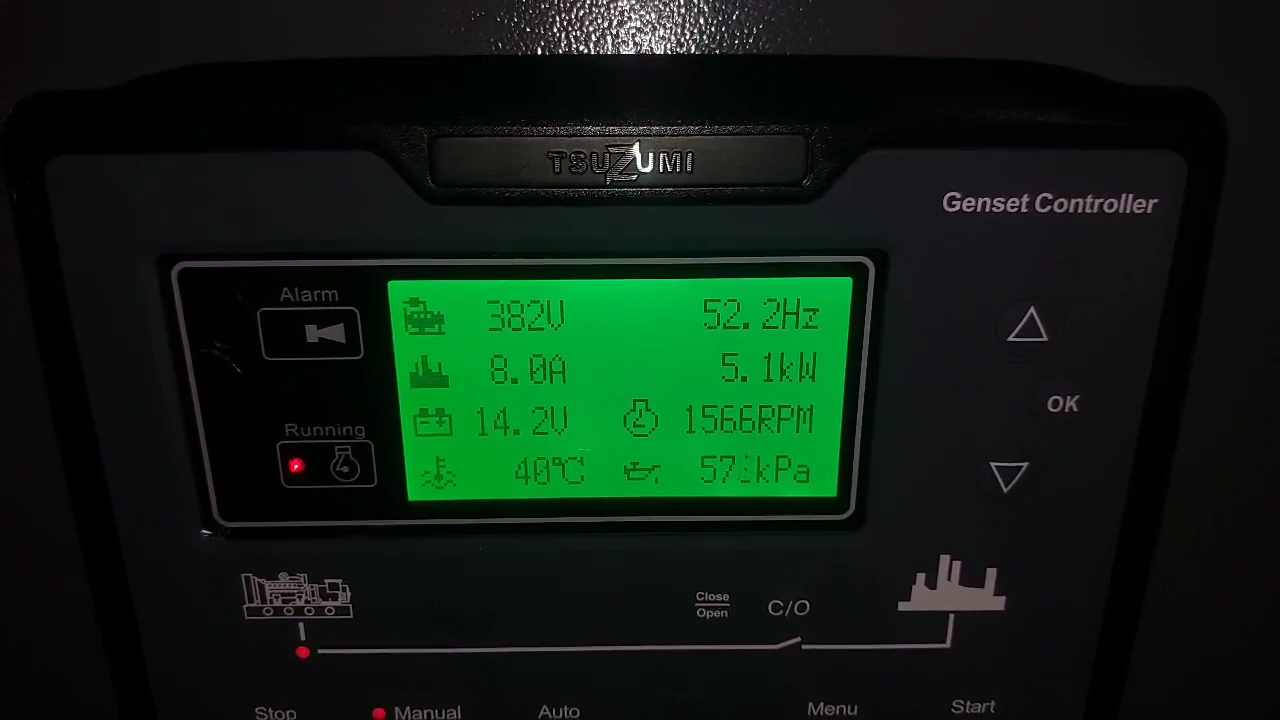 TSUZUMI
Genset Controller
Alarm
382V 52.2Hz
8.0A 5.1kW
14.2V 1566RPM
Running
40°C kPa
OK
Close
Open
C/O
Stop Manual Auto Menu Start